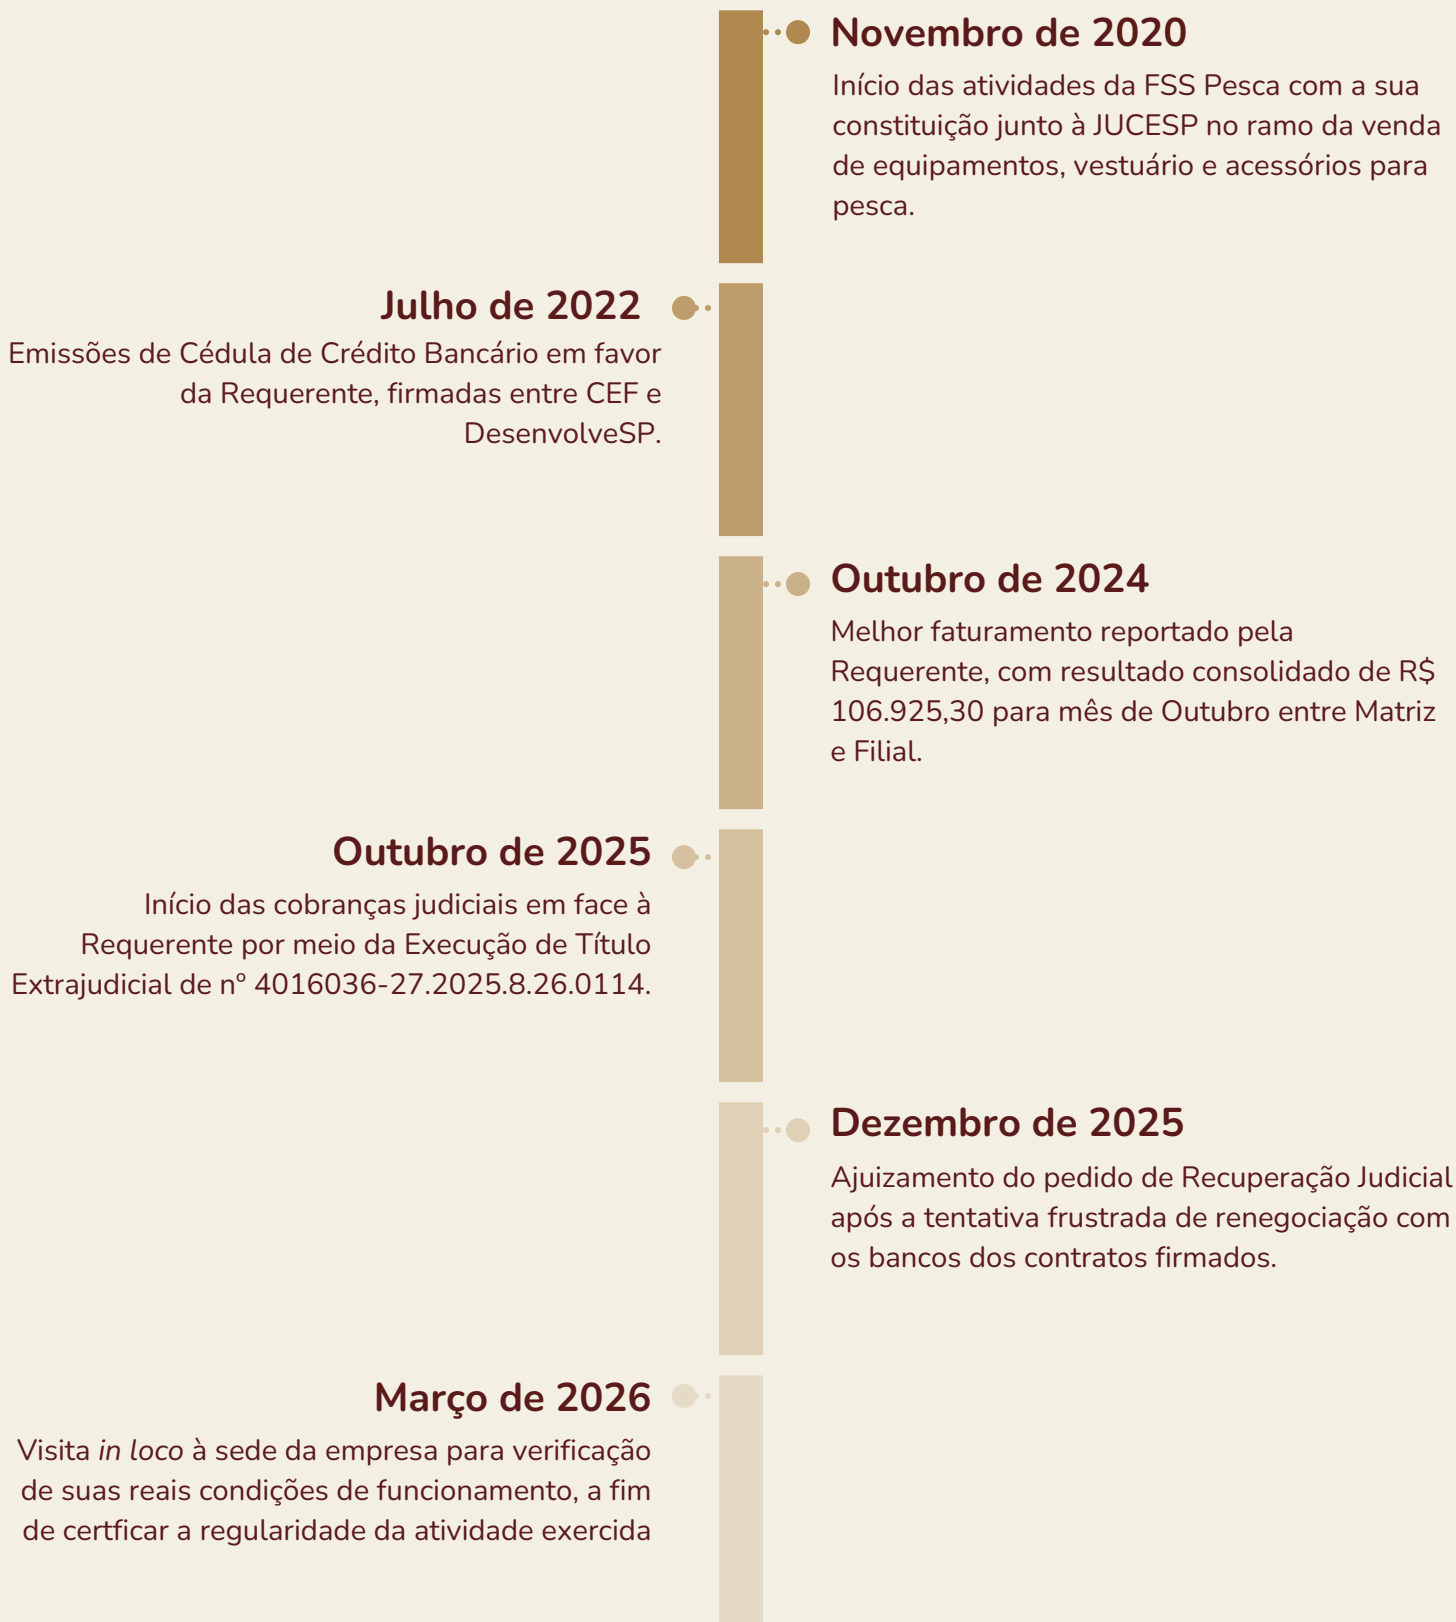 Novembro de 2020
Início das atividades da FSS Pesca com a sua
constituição junto à JUCESP no ramo da venda
de equipamentos, vestuário e acessórios para
pesca.
Julho de 2022
Emissões de Cédula de Crédito Bancário em favor
da Requerente, firmadas entre CEF e
DesenvolveSP.
Outubro de 2024
Melhor faturamento reportado pela
Requerente, com resultado consolidado de R$
106.925,30 para mês de Outubro entre Matriz
e Filial.
Outubro de 2025
Início das cobranças judiciais em face à
Requerente por meio da Execução de Título
Extrajudicial de nº 4016036-27.2025.8.26.0114.
Dezembro de 2025
Ajuizamento do pedido de Recuperação Judicial
após a tentativa frustrada de renegociação com
os bancos dos contratos firmados.
Março de 2026
Visita in loco à sede da empresa para verificação
de suas reais condições de funcionamento, a fim
de certficar a regularidade da atividade exercida